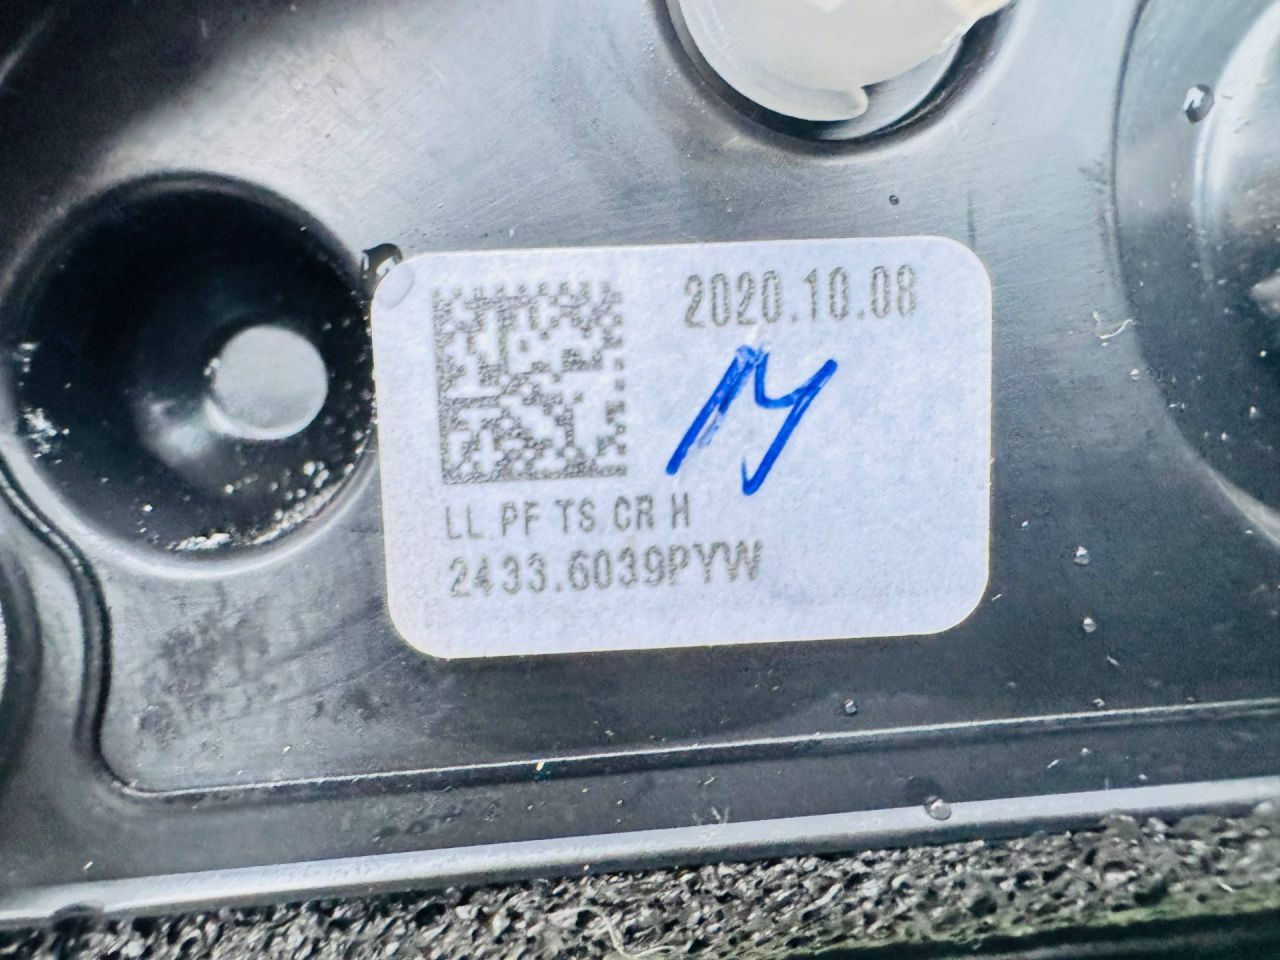 2020.10.08
LL PF TS CR H
2433.6039PYW